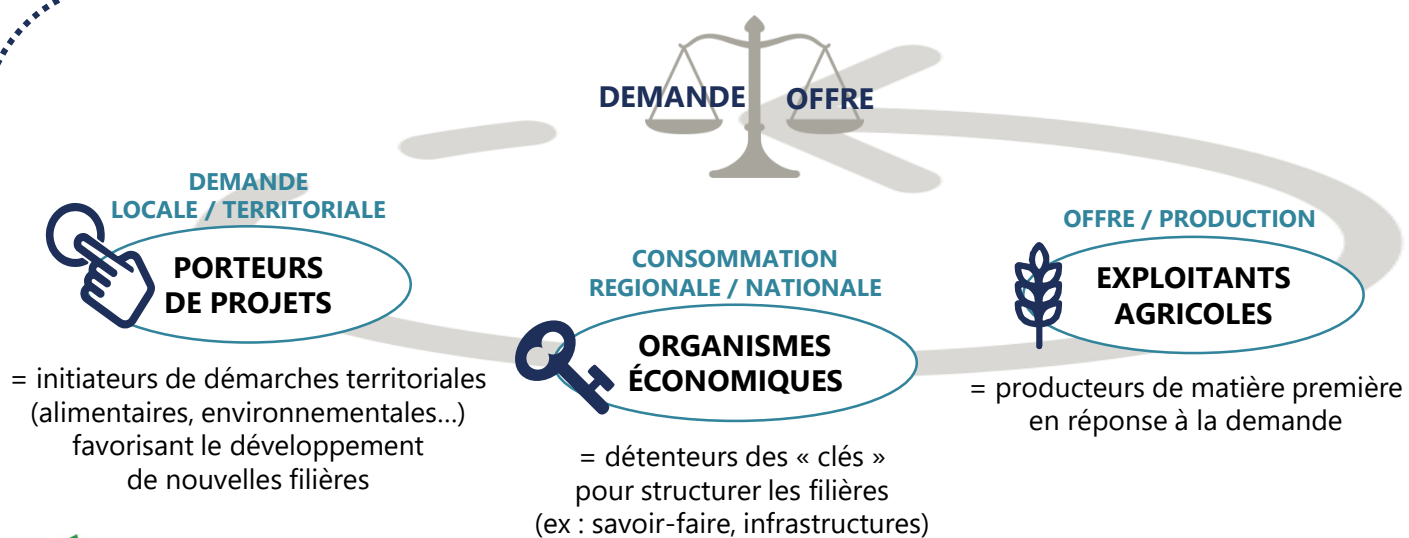 DEMANDE OFFRE
DEMANDE
LOCALE / TERRITORIALE
PORTEURS
DE PROJETS
= initiateurs de démarches territoriales
(alimentaires, environnementales…)
favorisant le développement
de nouvelles filières
CONSOMMATION
REGIONALE / NATIONALE
ORGANISMES
ÉCONOMIQUES
= détenteurs des « clés »
pour structurer les filières
(ex : savoir-faire, infrastructures)
OFFRE / PRODUCTION
EXPLOITANTS
AGRICOLES
= producteurs de matière première
en réponse à la demande